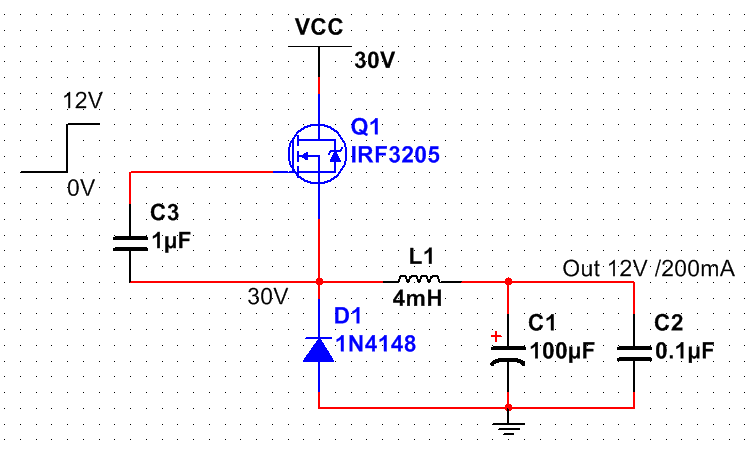 VCC
30V
12V
0V
Q1
IRF3205
C3
1µF
30V
L1
4mH
Out 12V /200mA
D1
1N4148
+
C1
100µF
C2
0.1µF